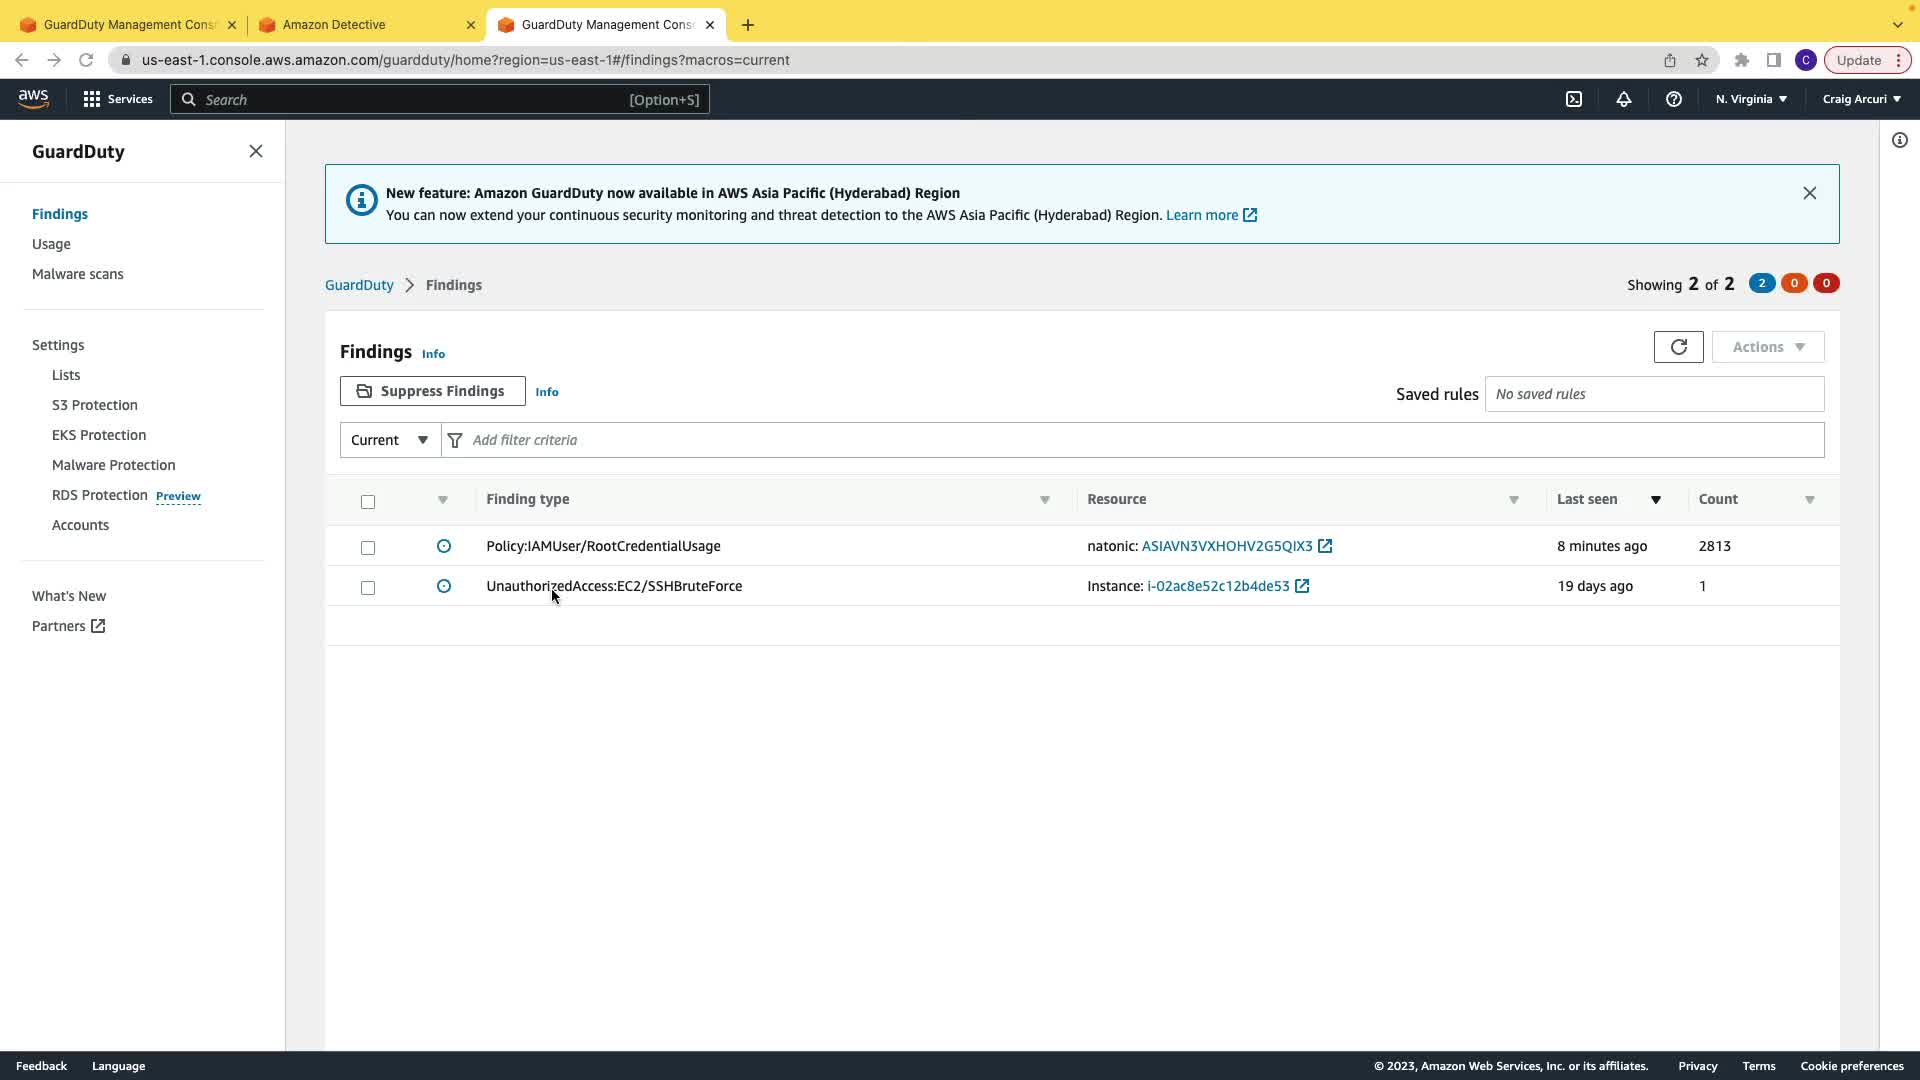 GuardDuty Management Cons
Amazon Detective
GuardDuty Management Cons
us-east-1.console.aws.amazon.com/guardduty/home?region=us-east-1#/findings?macros=current
C
Update
aws
Services
Search
[Option+S]
N. Virginia
Craig Arcuri
GuardDuty
Findings
Usage
Malware scans
Settings
Lists
S3 Protection
EKS Protection
Malware Protection
RDS Protection Preview
Accounts
What's New
Partners
New feature: Amazon GuardDuty now available in AWS Asia Pacific (Hyderabad) Region
You can now extend your continuous security monitoring and threat detection to the AWS Asia Pacific (Hyderabad) Region. Learn more
GuardDuty > Findings
Showing 2 of 2 2 0 0
Findings Info
Actions
Suppress Findings Info
Saved rules No saved rules
Current Add filter criteria
Finding type Resource Last seen Count
Policy:IAMUser/RootCredentialUsage natonic: ASIAVN3VXHOHV2G5QIX3 8 minutes ago 2813
UnauthorizedAccess:EC2/SSHBruteForce Instance: i-02ac8e52c12b4de53 19 days ago 1
Feedback Language © 2023, Amazon Web Services, Inc. or its affiliates. Privacy Terms Cookie preferences